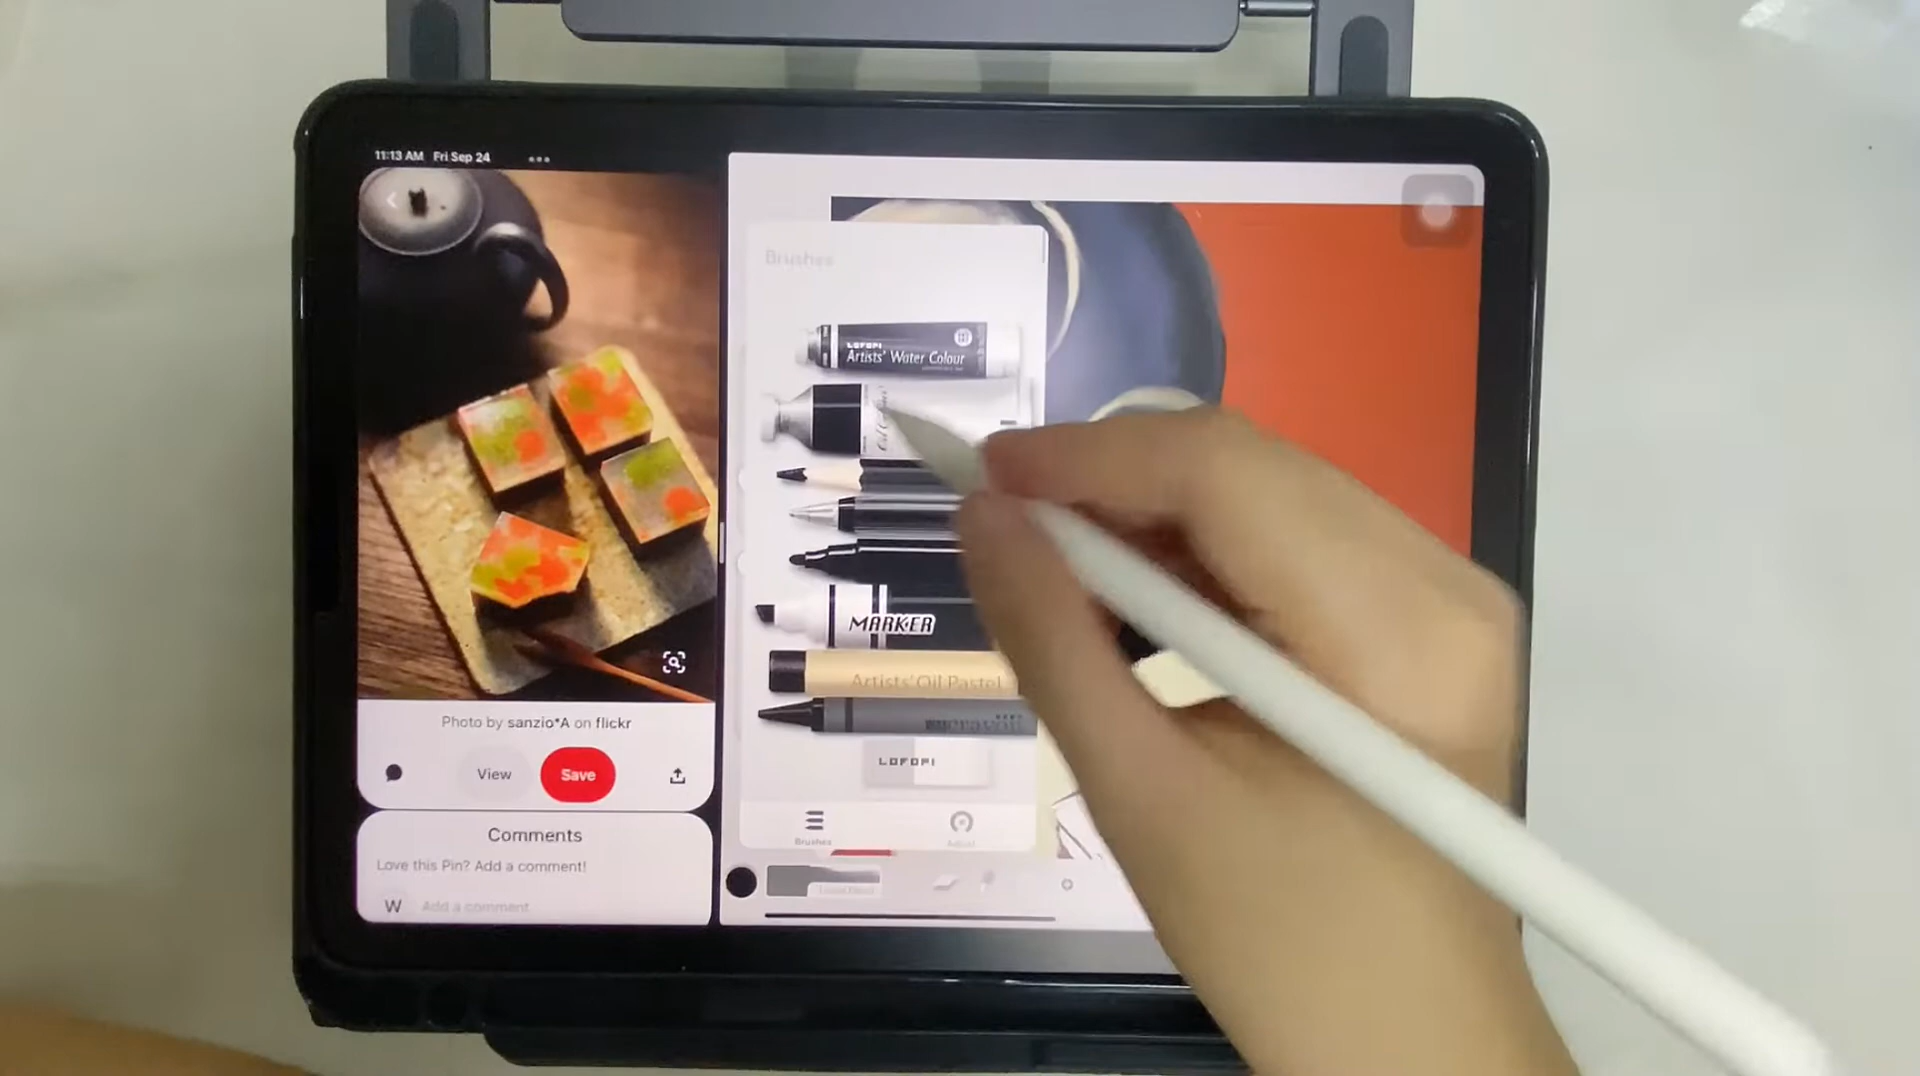 11:13 AM Fri Sep 24
Photo by sanzio*A on flickr
View
Save
Comments
Love this Pin? Add a comment!
W
Add a comment
Brushes
LOFOPI
Artists' Water Colour
MARKER
Artists' Oil Pastel
LOFOPI
Brushes